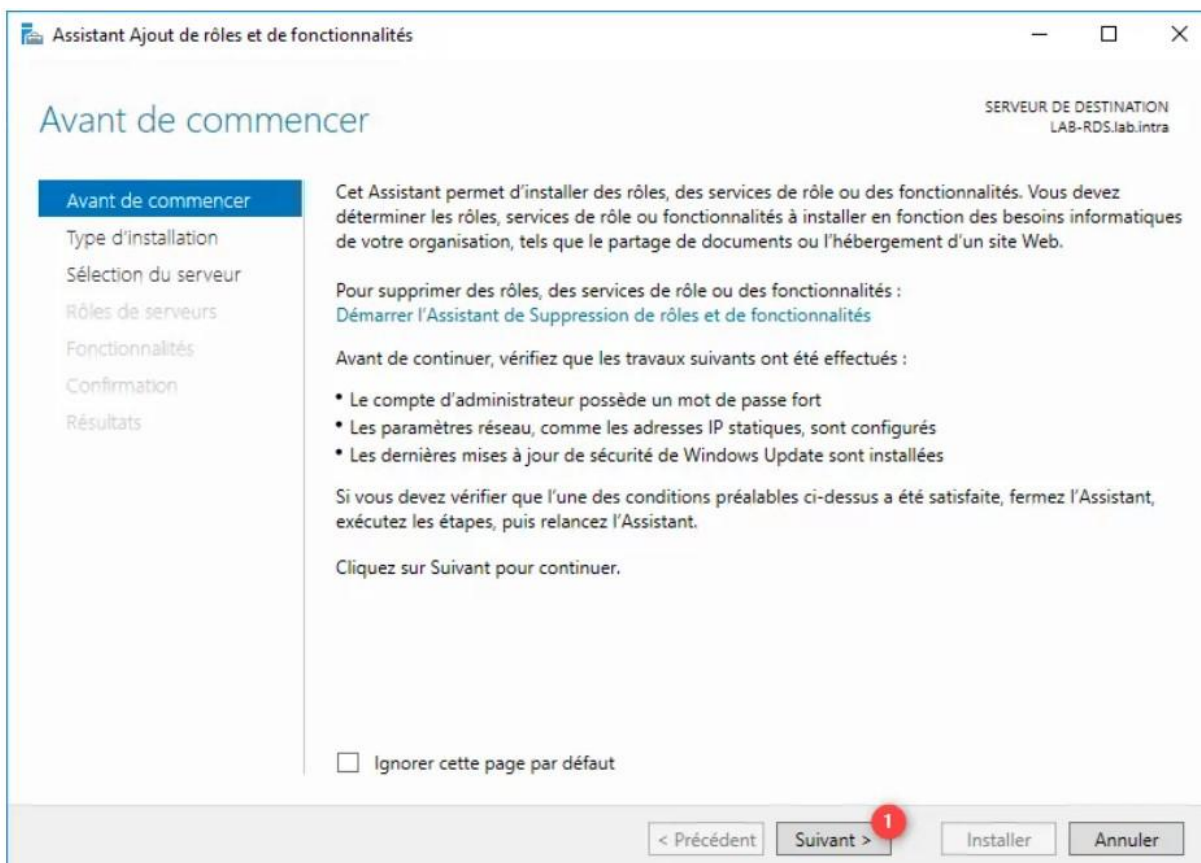 Assistant Ajout de rôles et de fonctionnalités
Avant de commencer
SERVEUR DE DESTINATION
LAB-RDS.lab.intra
Avant de commencer
Type d'installation
Sélection du serveur
Rôles de serveurs
Fonctionnalités
Confirmation
Résultats
Cet Assistant permet d'installer des rôles, des services de rôle ou des fonctionnalités. Vous devez
déterminer les rôles, services de rôle ou fonctionnalités à installer en fonction des besoins informatiques
de votre organisation, tels que le partage de documents ou l'hébergement d'un site Web.
Pour supprimer des rôles, des services de rôle ou des fonctionnalités :
Démarrer l'Assistant de Suppression de rôles et de fonctionnalités
Avant de continuer, vérifiez que les travaux suivants ont été effectués :
• Le compte d'administrateur possède un mot de passe fort
• Les paramètres réseau, comme les adresses IP statiques, sont configurés
• Les dernières mises à jour de sécurité de Windows Update sont installées
Si vous devez vérifier que l'une des conditions préalables ci-dessus a été satisfaite, fermez l'Assistant,
exécutez les étapes, puis relancez l'Assistant.
Cliquez sur Suivant pour continuer.
Ignorer cette page par défaut
< Précédent
Suivant >
1
Installer
Annuler